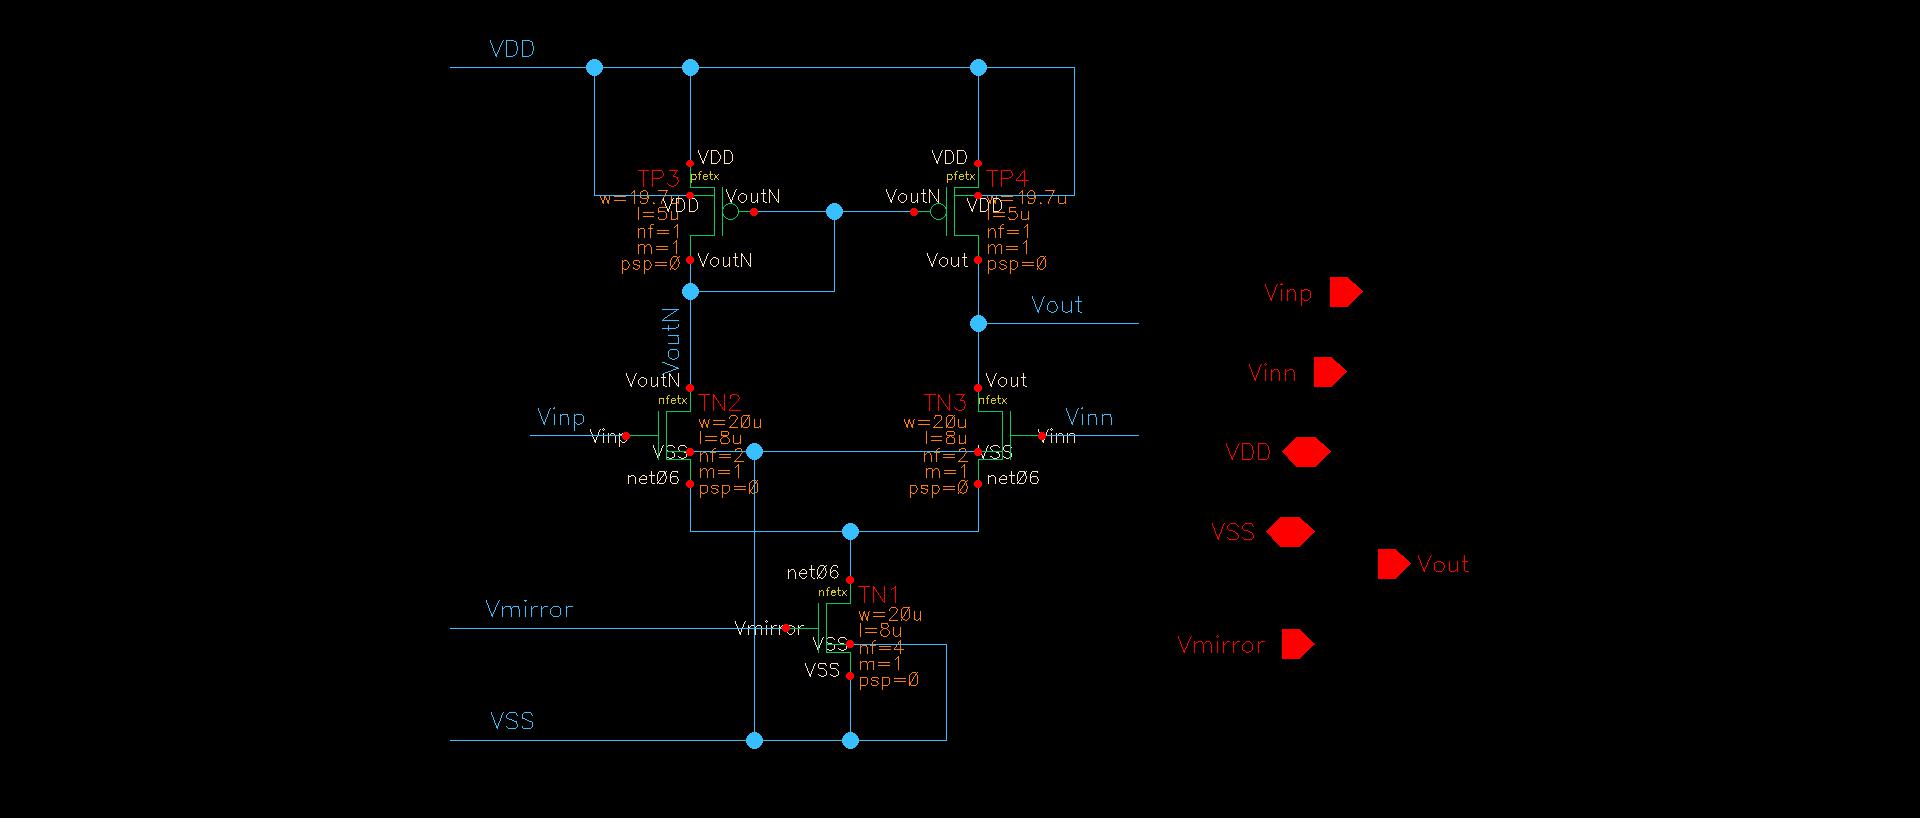 VDD
VDD
pfetx
TP3
w=19.7u
VDD
l=5u
nf=1
m=1
psp=0
VoutN
VoutN
VDD
pfetx
TP4
w=19.7u
VDD
l=5u
nf=1
m=1
psp=0
VoutN
Vout
VoutN
Vout
Vinp
Vinp
VoutN
nfetx
TN2
w=20u
l=8u
VSS
nf=2
m=1
psp=0
net06
Vout
nfetx
TN3
w=20u
l=8u
VSS
nf=2
m=1
psp=0
net06
Vinn
Vinn
Vmirror
Vmirror
net06
nfetx
TN1
w=20u
l=8u
VSS
nf=4
m=1
psp=0
VSS
VSS
Vinp
Vinn
VDD
VSS
Vout
Vmirror